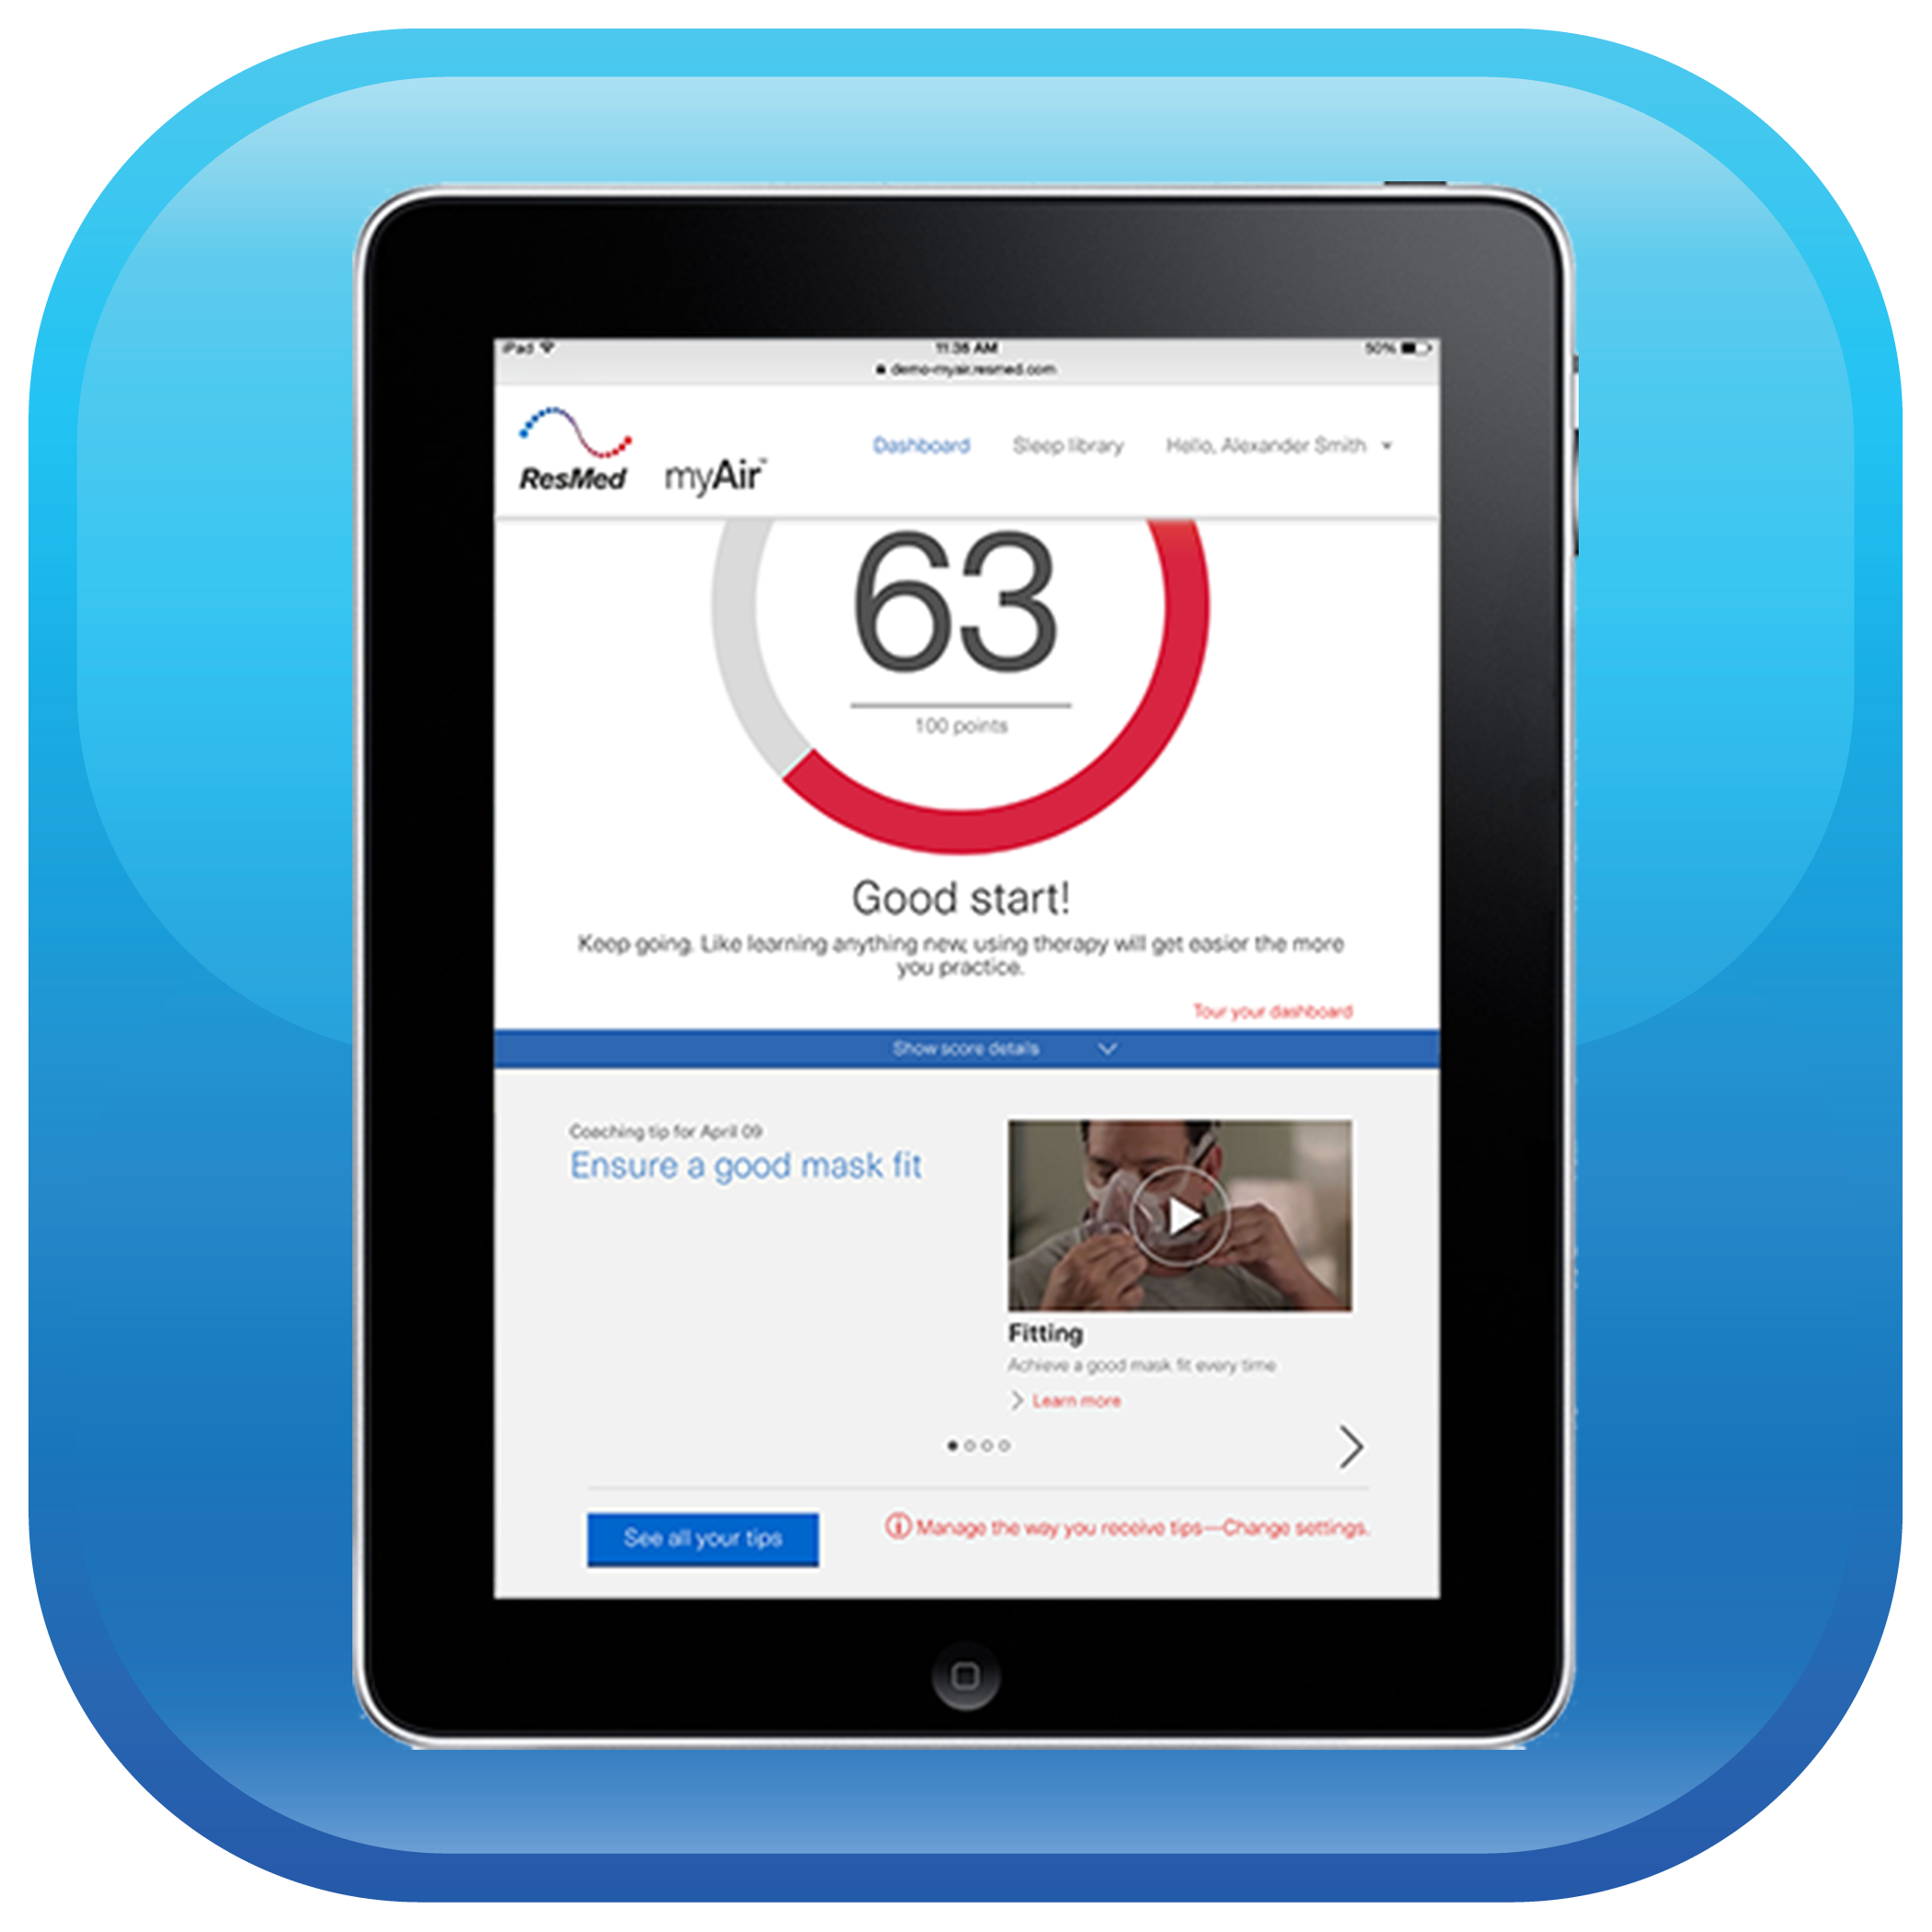 iPad
11:35 AM
50%
demo-myair.resmed.com
ResMed
myAir™
Dashboard
Sleep library
Hello, Alexander Smith
63
100 points
Good start!
Keep going. Like learning anything new, using therapy will get easier the more
you practice.
Tour your dashboard
Show score details
Coaching tip for April 09
Ensure a good mask fit
Fitting
Achieve a good mask fit every time
Learn more
See all your tips
Manage the way you receive tips—Change settings.